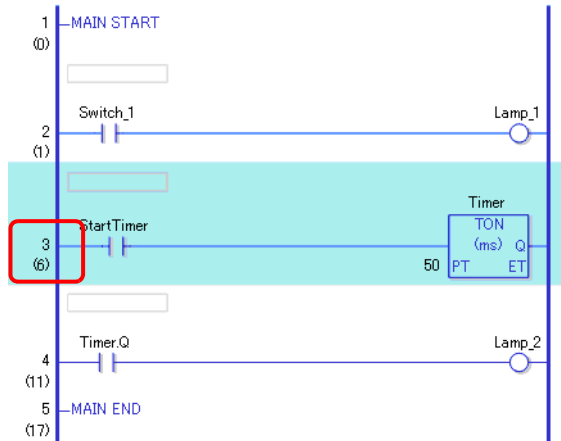 1 MAIN START
(0)
Switch_1 Lamp_1
2
(1)
Timer
StartTimer TON
3 (ms) Q
(6) 50 PT ET
Timer.Q Lamp_2
4
(11)
5 MAIN END
(17)